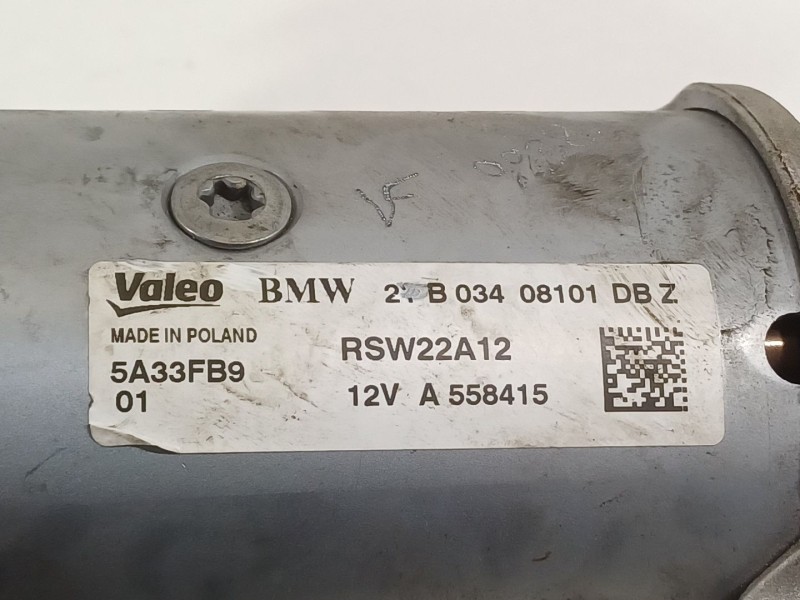 Valeo BMW B 034 08101 DB Z
MADE IN POLAND
RSW22A12
5A33FB9
12V A 558415
01